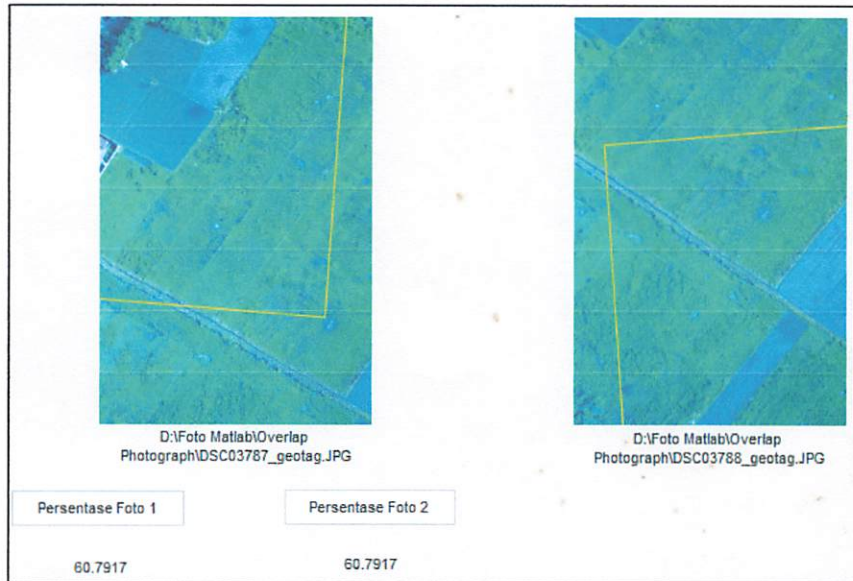 D:\Foto Matlab\Overlap
Photograph\DSC03787_geotag.JPG
D:\Foto Matlab\Overlap
Photograph\DSC03788_geotag.JPG
Persentase Foto 1
Persentase Foto 2
60.7917
60.7917